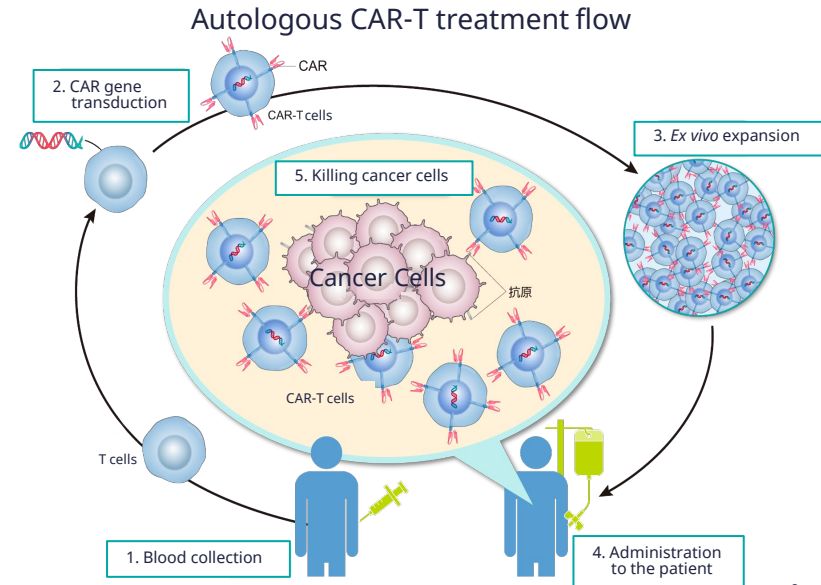 Autologous CAR-T treatment flow
CAR
2. CAR gene
transduction
CAR-T cells
3. Ex vivo expansion
5. Killing cancer cells
Cancer Cells
抗原
CAR-T cells
T cells
1. Blood collection
4. Administration
to the patient